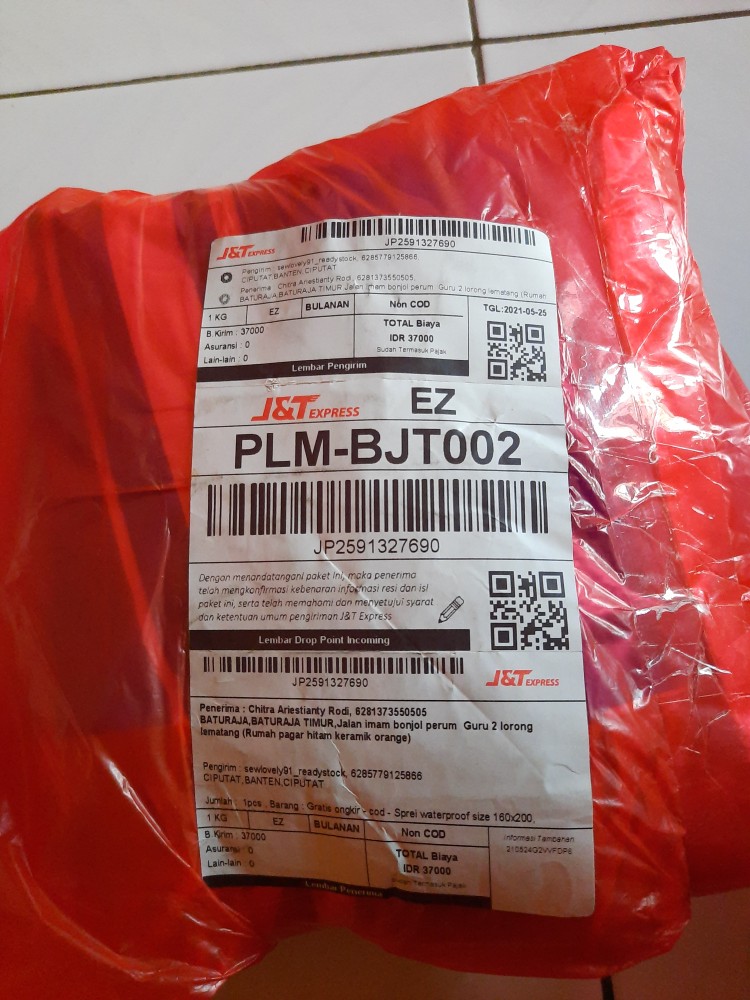 J&T EXPRESS
JP2591327690
Pengirim : sewlovely91_readystock, 6285779125866,
CIPUTAT,BANTEN,CIPUTAT
Penerima : Chitra Ariestianty Rodi, 6281373550505,
BATURAJA,BATURAJA TIMUR,Jalan imam bonjol perum Guru 2 lorong lematang (Rumah
1 KG EZ BULANAN Non COD TGL:2021-05-25
B.Kirim : 37000 TOTAL Biaya
Asuransi : 0 IDR 37000
Lain-lain : 0 Sudah Termasuk Pajak
Lembar Pengirim
J&T EXPRESS EZ
PLM-BJT002
JP2591327690
Dengan menandatangani paket ini, maka penerima
telah mengkonfirmasi kebenaran informasi resi dan isi
paket ini, serta telah memahami dan menyetujui syarat
dan ketentuan umum pengiriman J&T Express
Lembar Drop Point Incoming
JP2591327690
J&T EXPRESS
Penerima : Chitra Ariestianty Rodi, 6281373550505
BATURAJA,BATURAJA TIMUR,Jalan imam bonjol perum Guru 2 lorong
lematang (Rumah pagar hitam keramik orange)
Pengirim : sewlovely91_readystock, 6285779125866
CIPUTAT,BANTEN,CIPUTAT
Jumlah : 1pcs , Barang : Gratis ongkir - cod - Sprei waterproof size 160x200,
1 KG EZ BULANAN Non COD Informasi Tambahan
B.Kirim : 37000 TOTAL Biaya
Asuransi : 0 IDR 37000
Lain-lain : 0 Sudah Termasuk Pajak
Lembar Penerima